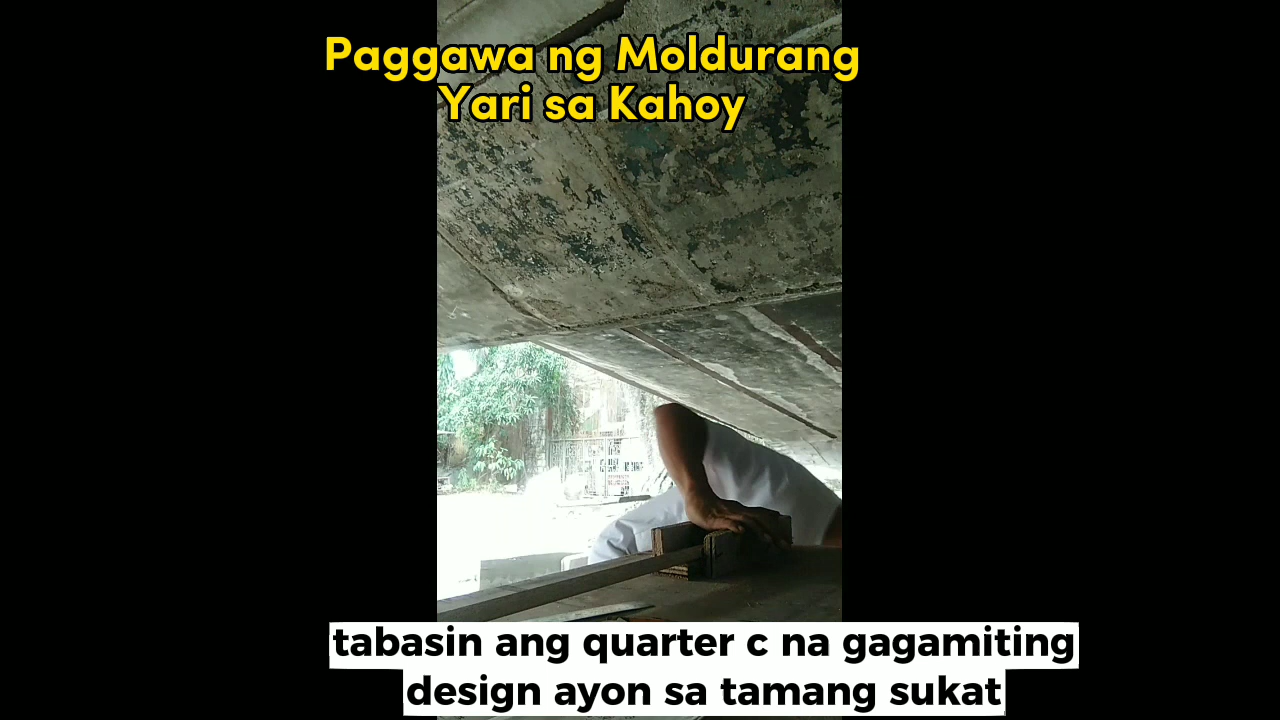 Paggawa ng Moldurang
Yari sa Kahoy
tabasin ang quarter c na gagamiting
design ayon sa tamang sukat